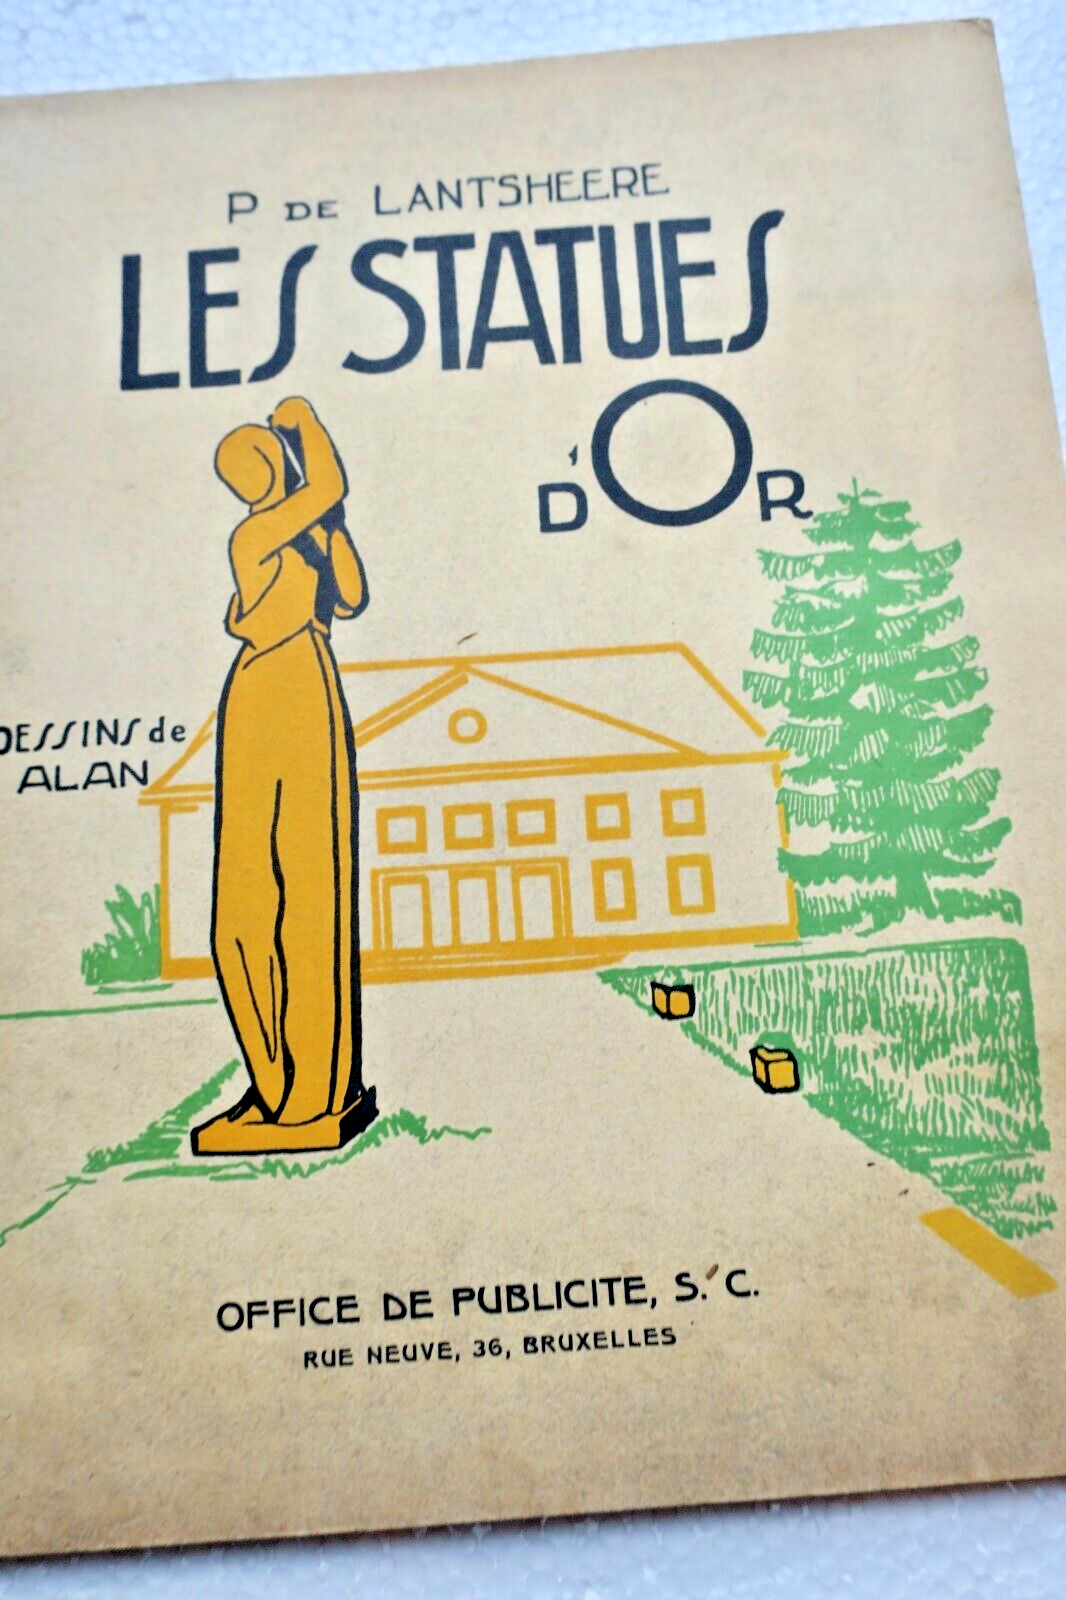 P DE LANTSHEERE
LES STATUES
D'OR
DESSINS de
ALAN
OFFICE DE PUBLICITE, S. C.
RUE NEUVE, 36, BRUXELLES